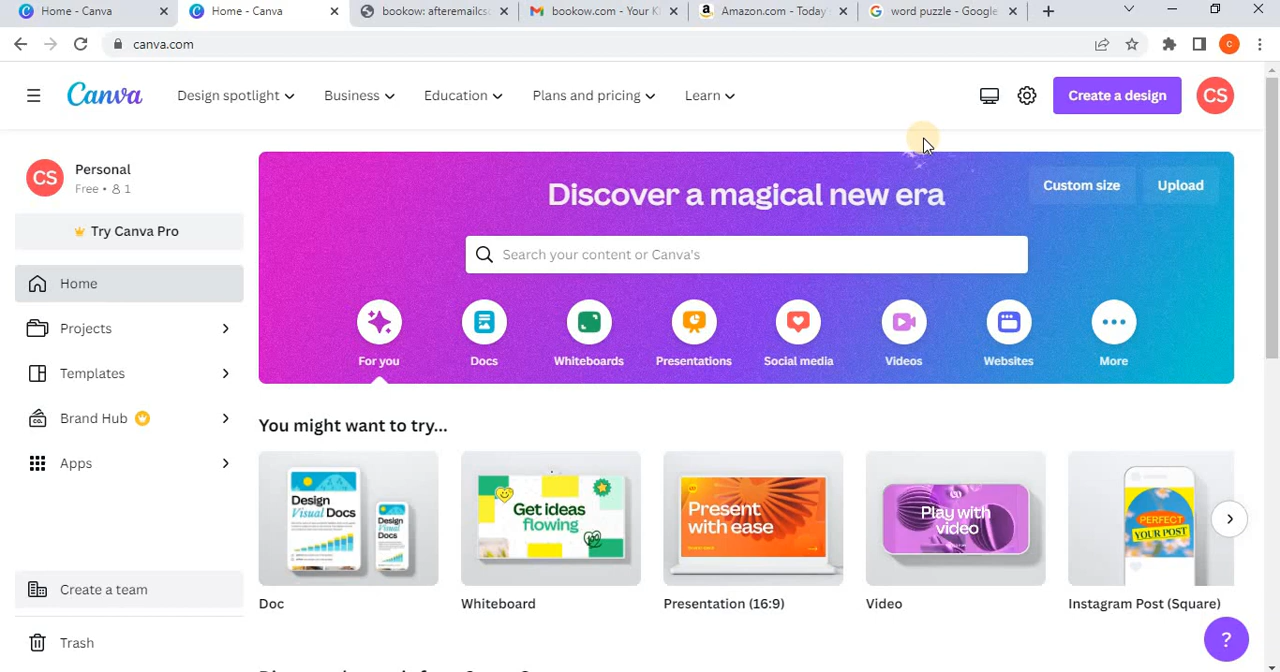 Home - Canva
Home - Canva
bookow: afteremailcs
bookow.com - Your K
Amazon.com - Today
word puzzle - Google
canva.com
C
Canva
Design spotlight
Business
Education
Plans and pricing
Learn
Create a design
CS
CS
Personal
Free • 1
Try Canva Pro
Home
Projects
Templates
CO.
Brand Hub
Apps
Create a team
Trash
Discover a magical new era
Custom size
Upload
Search your content or Canva's
For you
Docs
Whiteboards
Presentations
Social media
Videos
Websites
More
You might want to try...
Design
Visual Docs
Design
Visual Docs
Get ideas
flowing
Present
with ease
Play with
video
PERFECT
YOUR POST
Doc
Whiteboard
Presentation (16:9)
Video
Instagram Post (Square)
?